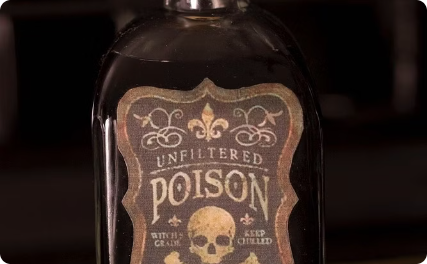 UNFILTERED
POISON
WITCH'S KEEP
GRADE CHILLED